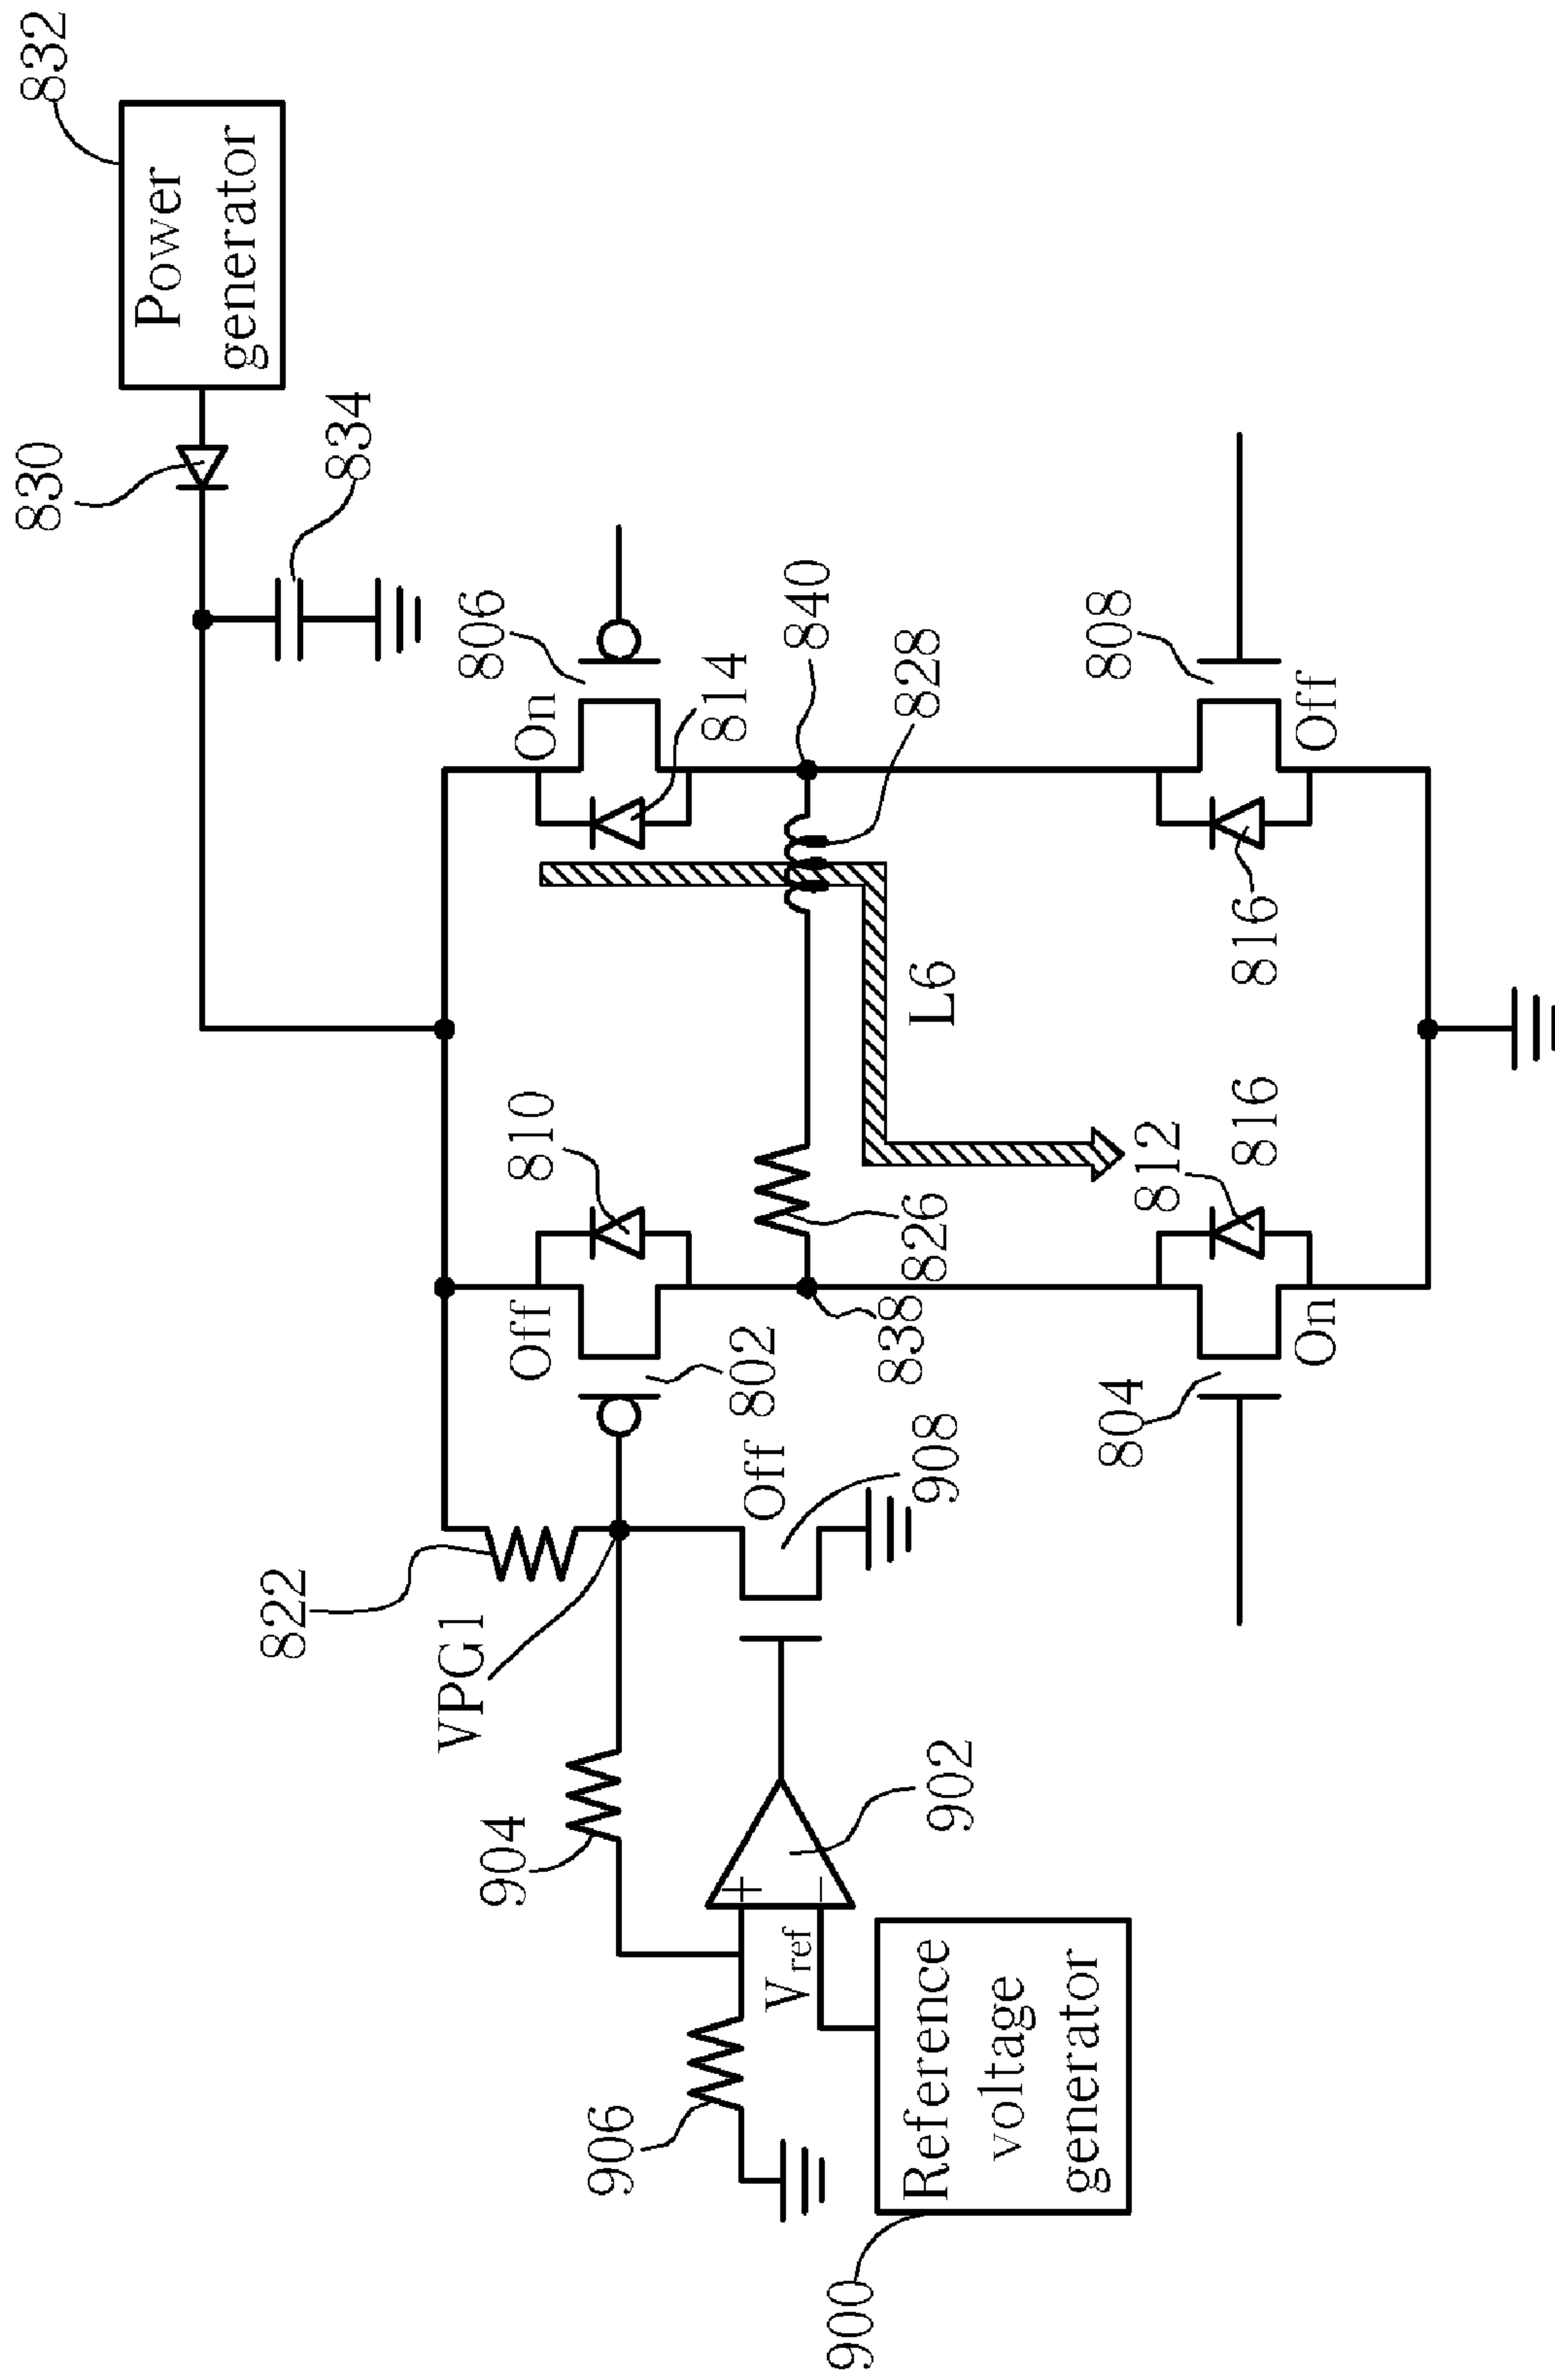 832
Power
generator
830
834
806
On
814
840
828
808
Off
816
L6
810
Off
826
838
802
812
816
On
804
822
VPG1
Off
908
904
902
+
−
Vref
906
Reference
voltage
generator
900